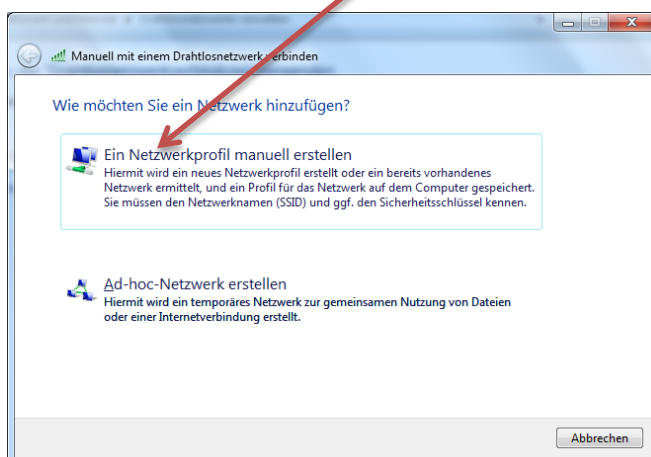 Manuell mit einem Drahtlosnetzwerk verbinden
Wie möchten Sie ein Netzwerk hinzufügen?
Ein Netzwerkprofil manuell erstellen
Hiermit wird ein neues Netzwerkprofil erstellt oder ein bereits vorhandenes
Netzwerk ermittelt, und ein Profil für das Netzwerk auf dem Computer gespeichert.
Sie müssen den Netzwerknamen (SSID) und ggf. den Sicherheitsschlüssel kennen.
Ad-hoc-Netzwerk erstellen
Hiermit wird ein temporäres Netzwerk zur gemeinsamen Nutzung von Dateien
oder einer Internetverbindung erstellt.
Abbrechen